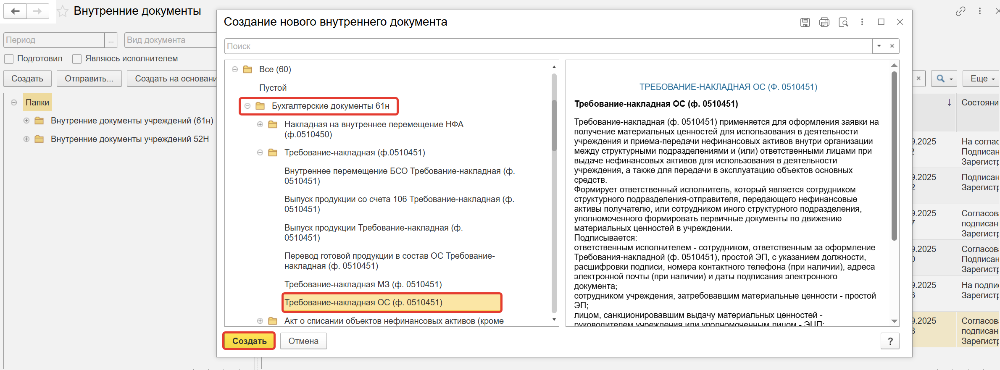 Внутренние документы
Период
...
Вид документа
Подготовил
Являюсь исполнителем
Создать
Отправить...
Создать на основани
Папки
Внутренние документы учреждений (61н)
Внутренние документы учреждений 52Н
Создание нового внутреннего документа
Поиск
Все (60)
Пустой
Бухгалтерские документы 61н
Накладная на внутреннее перемещение НФА
(ф.0510450)
Требование-накладная (ф.0510451)
Внутреннее перемещение БСО Требование-накладная (ф.
0510451)
Выпуск продукции со счета 106 Требование-накладная (ф.
0510451)
Выпуск продукции Требование-накладная (ф.
0510451)
Перевод готовой продукции в состав ОС Требование-
накладная (ф. 0510451)
Требование-накладная МЗ (ф. 0510451)
Требование-накладная ОС (ф. 0510451)
Акт о списании объектов нефинансовых активов (кроме
Создать
Отмена
?
ТРЕБОВАНИЕ-НАКЛАДНАЯ ОС (Ф. 0510451)
Требование-накладная ОС (ф. 0510451)
Требование-накладная (ф. 0510451) применяется для оформления заявки на
получение материальных ценностей для использования в деятельности
учреждения и приема-передачи нефинансовых активов внутри организации
между структурными подразделениями и (или) ответственными лицами при
выдаче нефинансовых активов для использования в деятельности
учреждения, а также для передачи в эксплуатацию объектов основных
средств.
Формирует ответственный исполнитель, который является сотрудником
структурного подразделения-отправителя, передающего нефинансовые
активы получателю, или сотрудником иного структурного подразделения,
уполномоченного формировать первичные документы по движению
материальных ценностей в учреждении.
Подписывается:
ответственным исполнителем - сотрудником, ответственным за оформление
Требования-накладной (ф. 0510451), простой ЭП, с указанием должности,
расшифровки подписи, номера контактного телефона (при наличии), адреса
электронной почты (при наличии) и даты подписания электронного
документа;
сотрудником учреждения, затребовавшим материальные ценности - простой
ЭП;
лицом, санкционировавшим выдачу материальных ценностей -
руководителем учреждения или уполномоченным лицом - ЭЦП;
Еще
Состояни
9.2025
2
На соглас
Подписан
Зарегистр
9.2025
2
Подписан
Зарегистр
9.2025
7
Согласова
подписан
Зарегистр
9.2025
0
Согласова
Подписан
Зарегистр
9.2025
6
На подпи
Зарегистр
9.2025
3
Согласова
подписан
Зарегистр